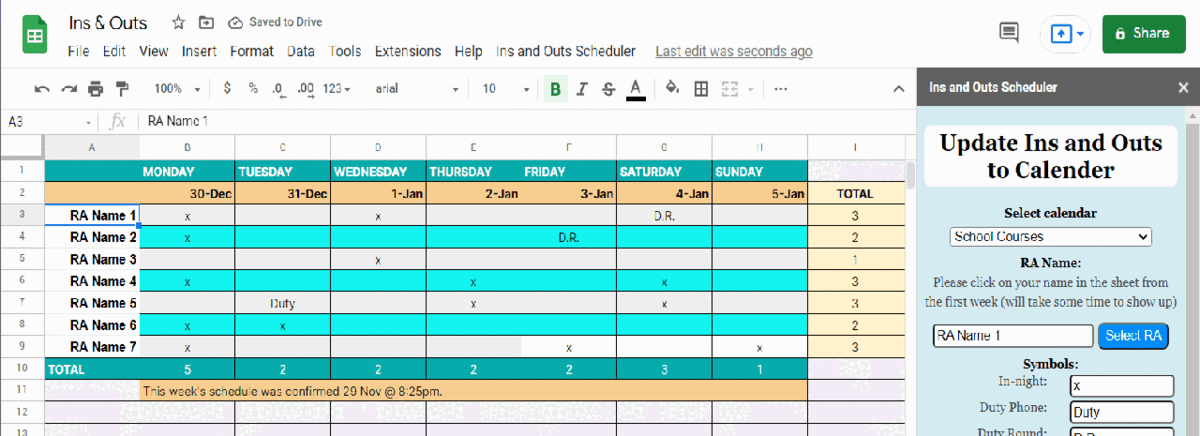 Ins & Outs Saved to Drive
File Edit View Insert Format Data Tools Extensions Help Ins and Outs Scheduler Last edit was seconds ago
Share
100% $ % .0 .00 123 arial 10 B I S A ...
Ins and Outs Scheduler X
A3 fx RA Name 1
A B C D E F G H I
1 MONDAY TUESDAY WEDNESDAY THURSDAY FRIDAY SATURDAY SUNDAY
2 30-Dec 31-Dec 1-Jan 2-Jan 3-Jan 4-Jan 5-Jan TOTAL
3 RA Name 1 x x D.R. 3
4 RA Name 2 x D.R. 2
5 RA Name 3 x 1
6 RA Name 4 x x x 3
7 RA Name 5 Duty x x 3
8 RA Name 6 x x 2
9 RA Name 7 x x x 3
10 TOTAL 5 2 2 2 2 3 1
11 This week's schedule was confirmed 29 Nov @ 8:25pm.
12
13
Update Ins and Outs
to Calender
Select calendar
School Courses
RA Name:
Please click on your name in the sheet from
the first week (will take some time to show up)
RA Name 1 Select RA
Symbols:
In-night: x
Duty Phone: Duty
Duty Round: D.R.